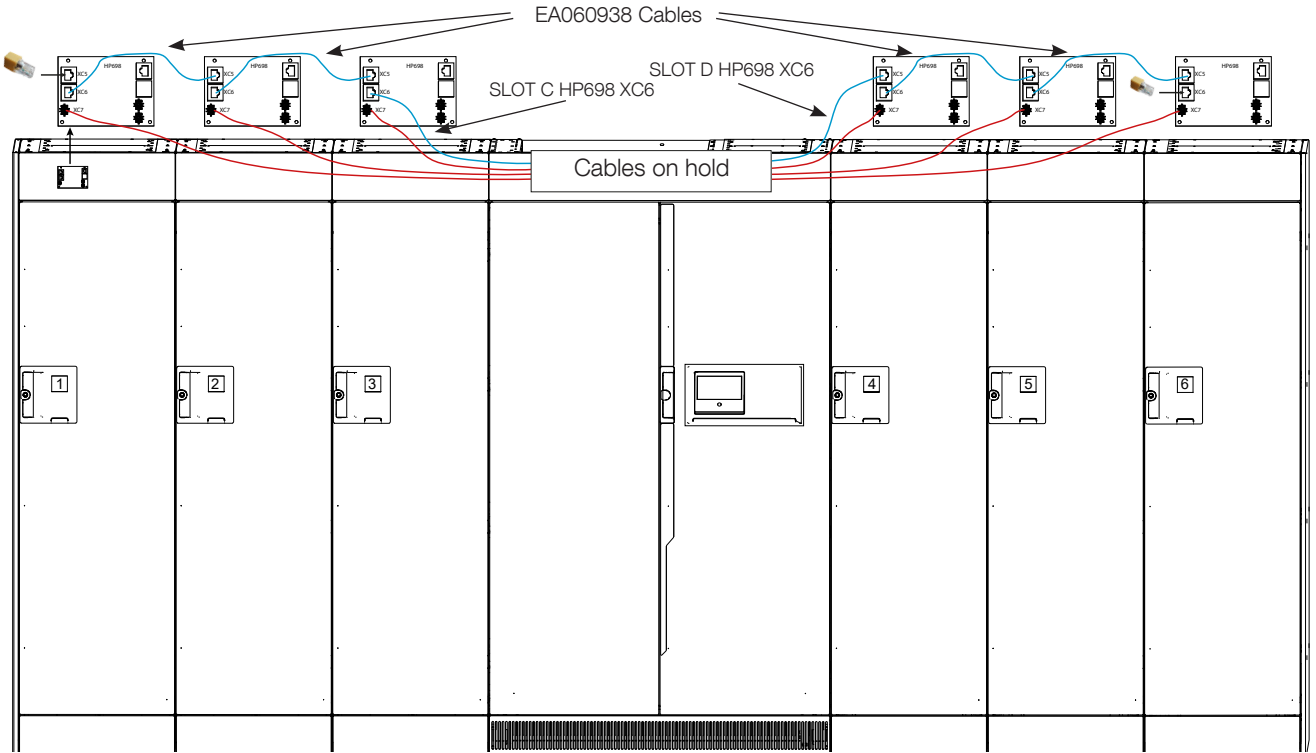 EA060938 Cables
HP698
XC5
XC6
XC7
HP698
XC5
XC6
XC7
HP698
XC5
XC6
XC7
SLOT C HP698 XC6
SLOT D HP698 XC6
HP698
XC5
XC6
XC7
HP698
XC5
XC6
XC7
HP698
XC5
XC6
XC7
Cables on hold
1
2
3
4
5
6